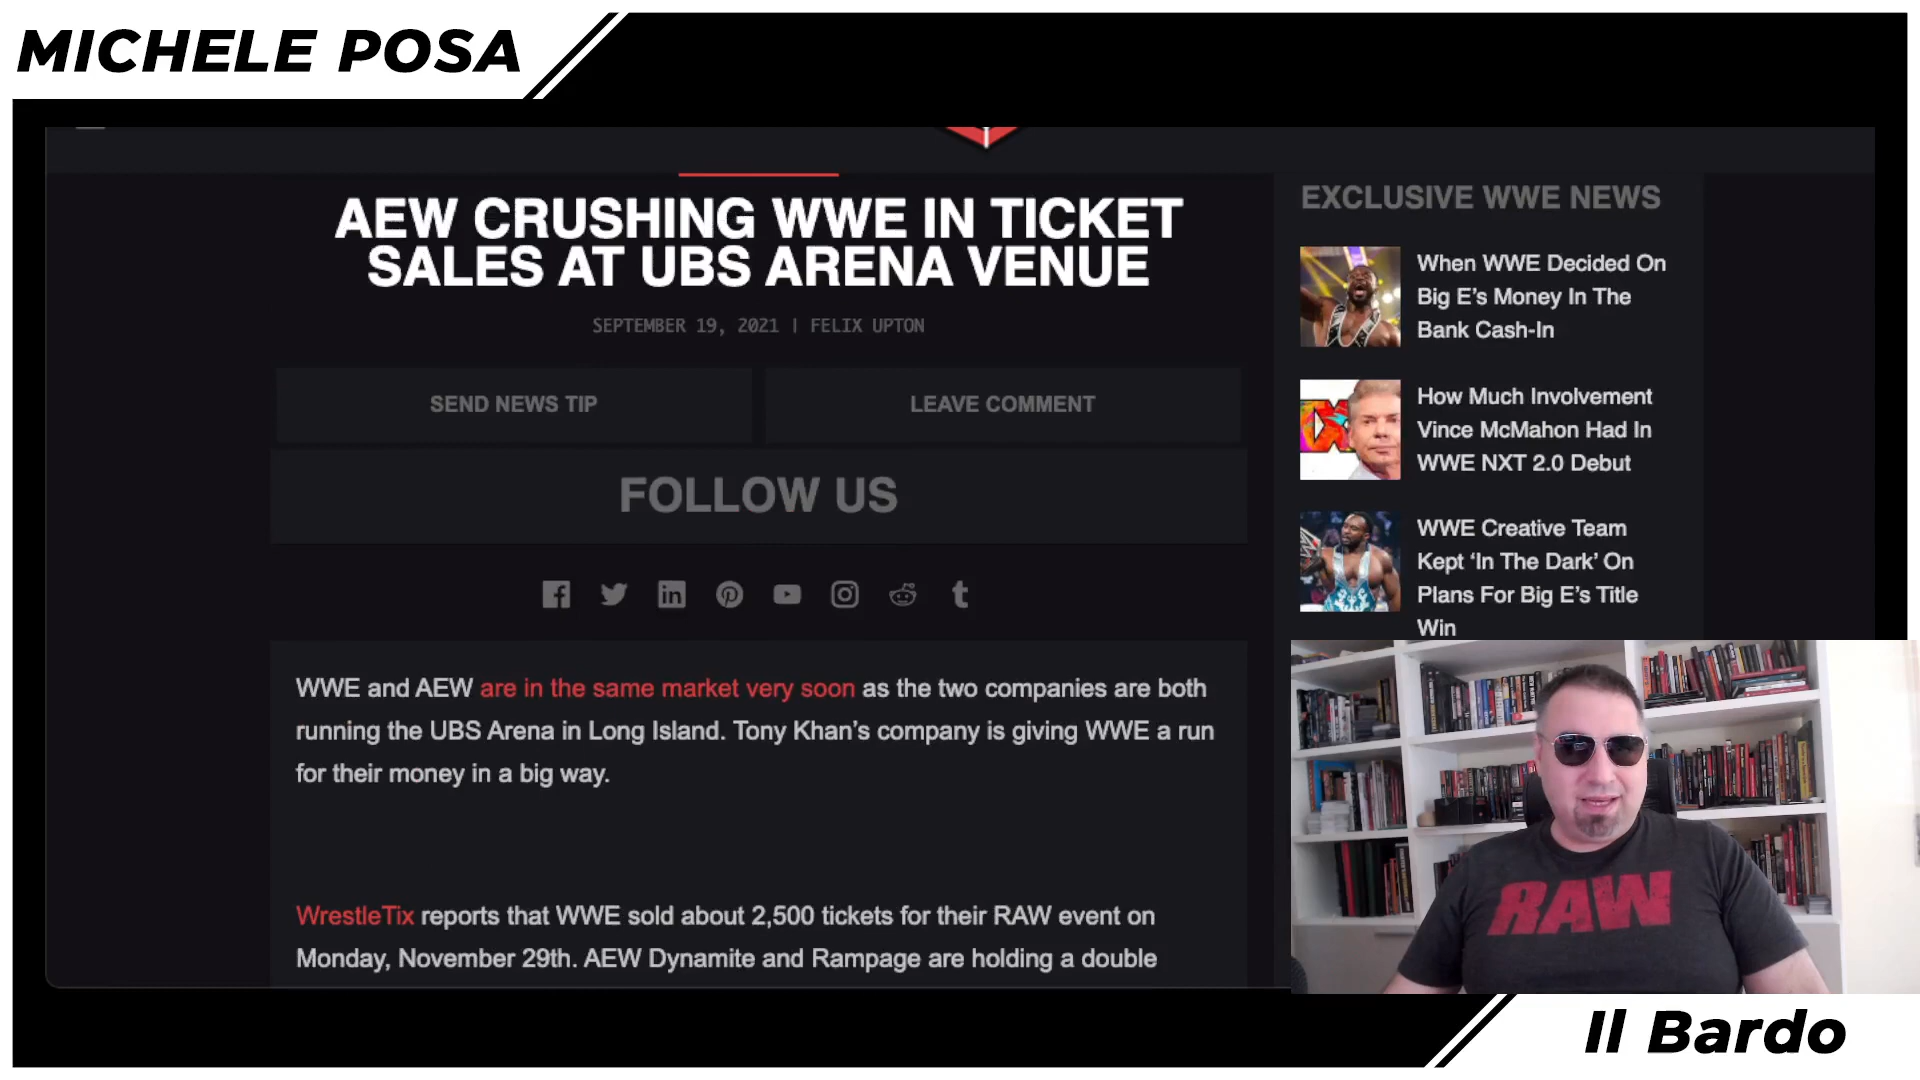 MICHELE POSA
AEW CRUSHING WWE IN TICKET
SALES AT UBS ARENA VENUE
SEPTEMBER 19, 2021 | FELIX UPTON
SEND NEWS TIP
LEAVE COMMENT
FOLLOW US
WWE and AEW are in the same market very soon as the two companies are both
running the UBS Arena in Long Island. Tony Khan’s company is giving WWE a run
for their money in a big way.
WrestleTix reports that WWE sold about 2,500 tickets for their RAW event on
Monday, November 29th. AEW Dynamite and Rampage are holding a double
EXCLUSIVE WWE NEWS
When WWE Decided On
Big E’s Money In The
Bank Cash-In
How Much Involvement
Vince McMahon Had In
WWE NXT 2.0 Debut
WWE Creative Team
Kept ‘In The Dark’ On
Plans For Big E’s Title
Win
RAW
Il Bardo